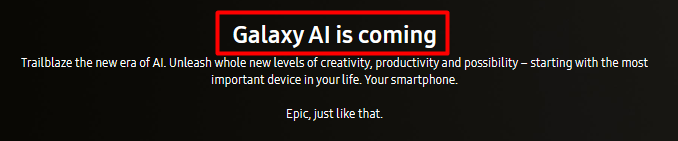 Galaxy AI is coming
Trailblaze the new era of AI. Unleash whole new levels of creativity, productivity and possibility – starting with the most
important device in your life. Your smartphone.
Epic, just like that.